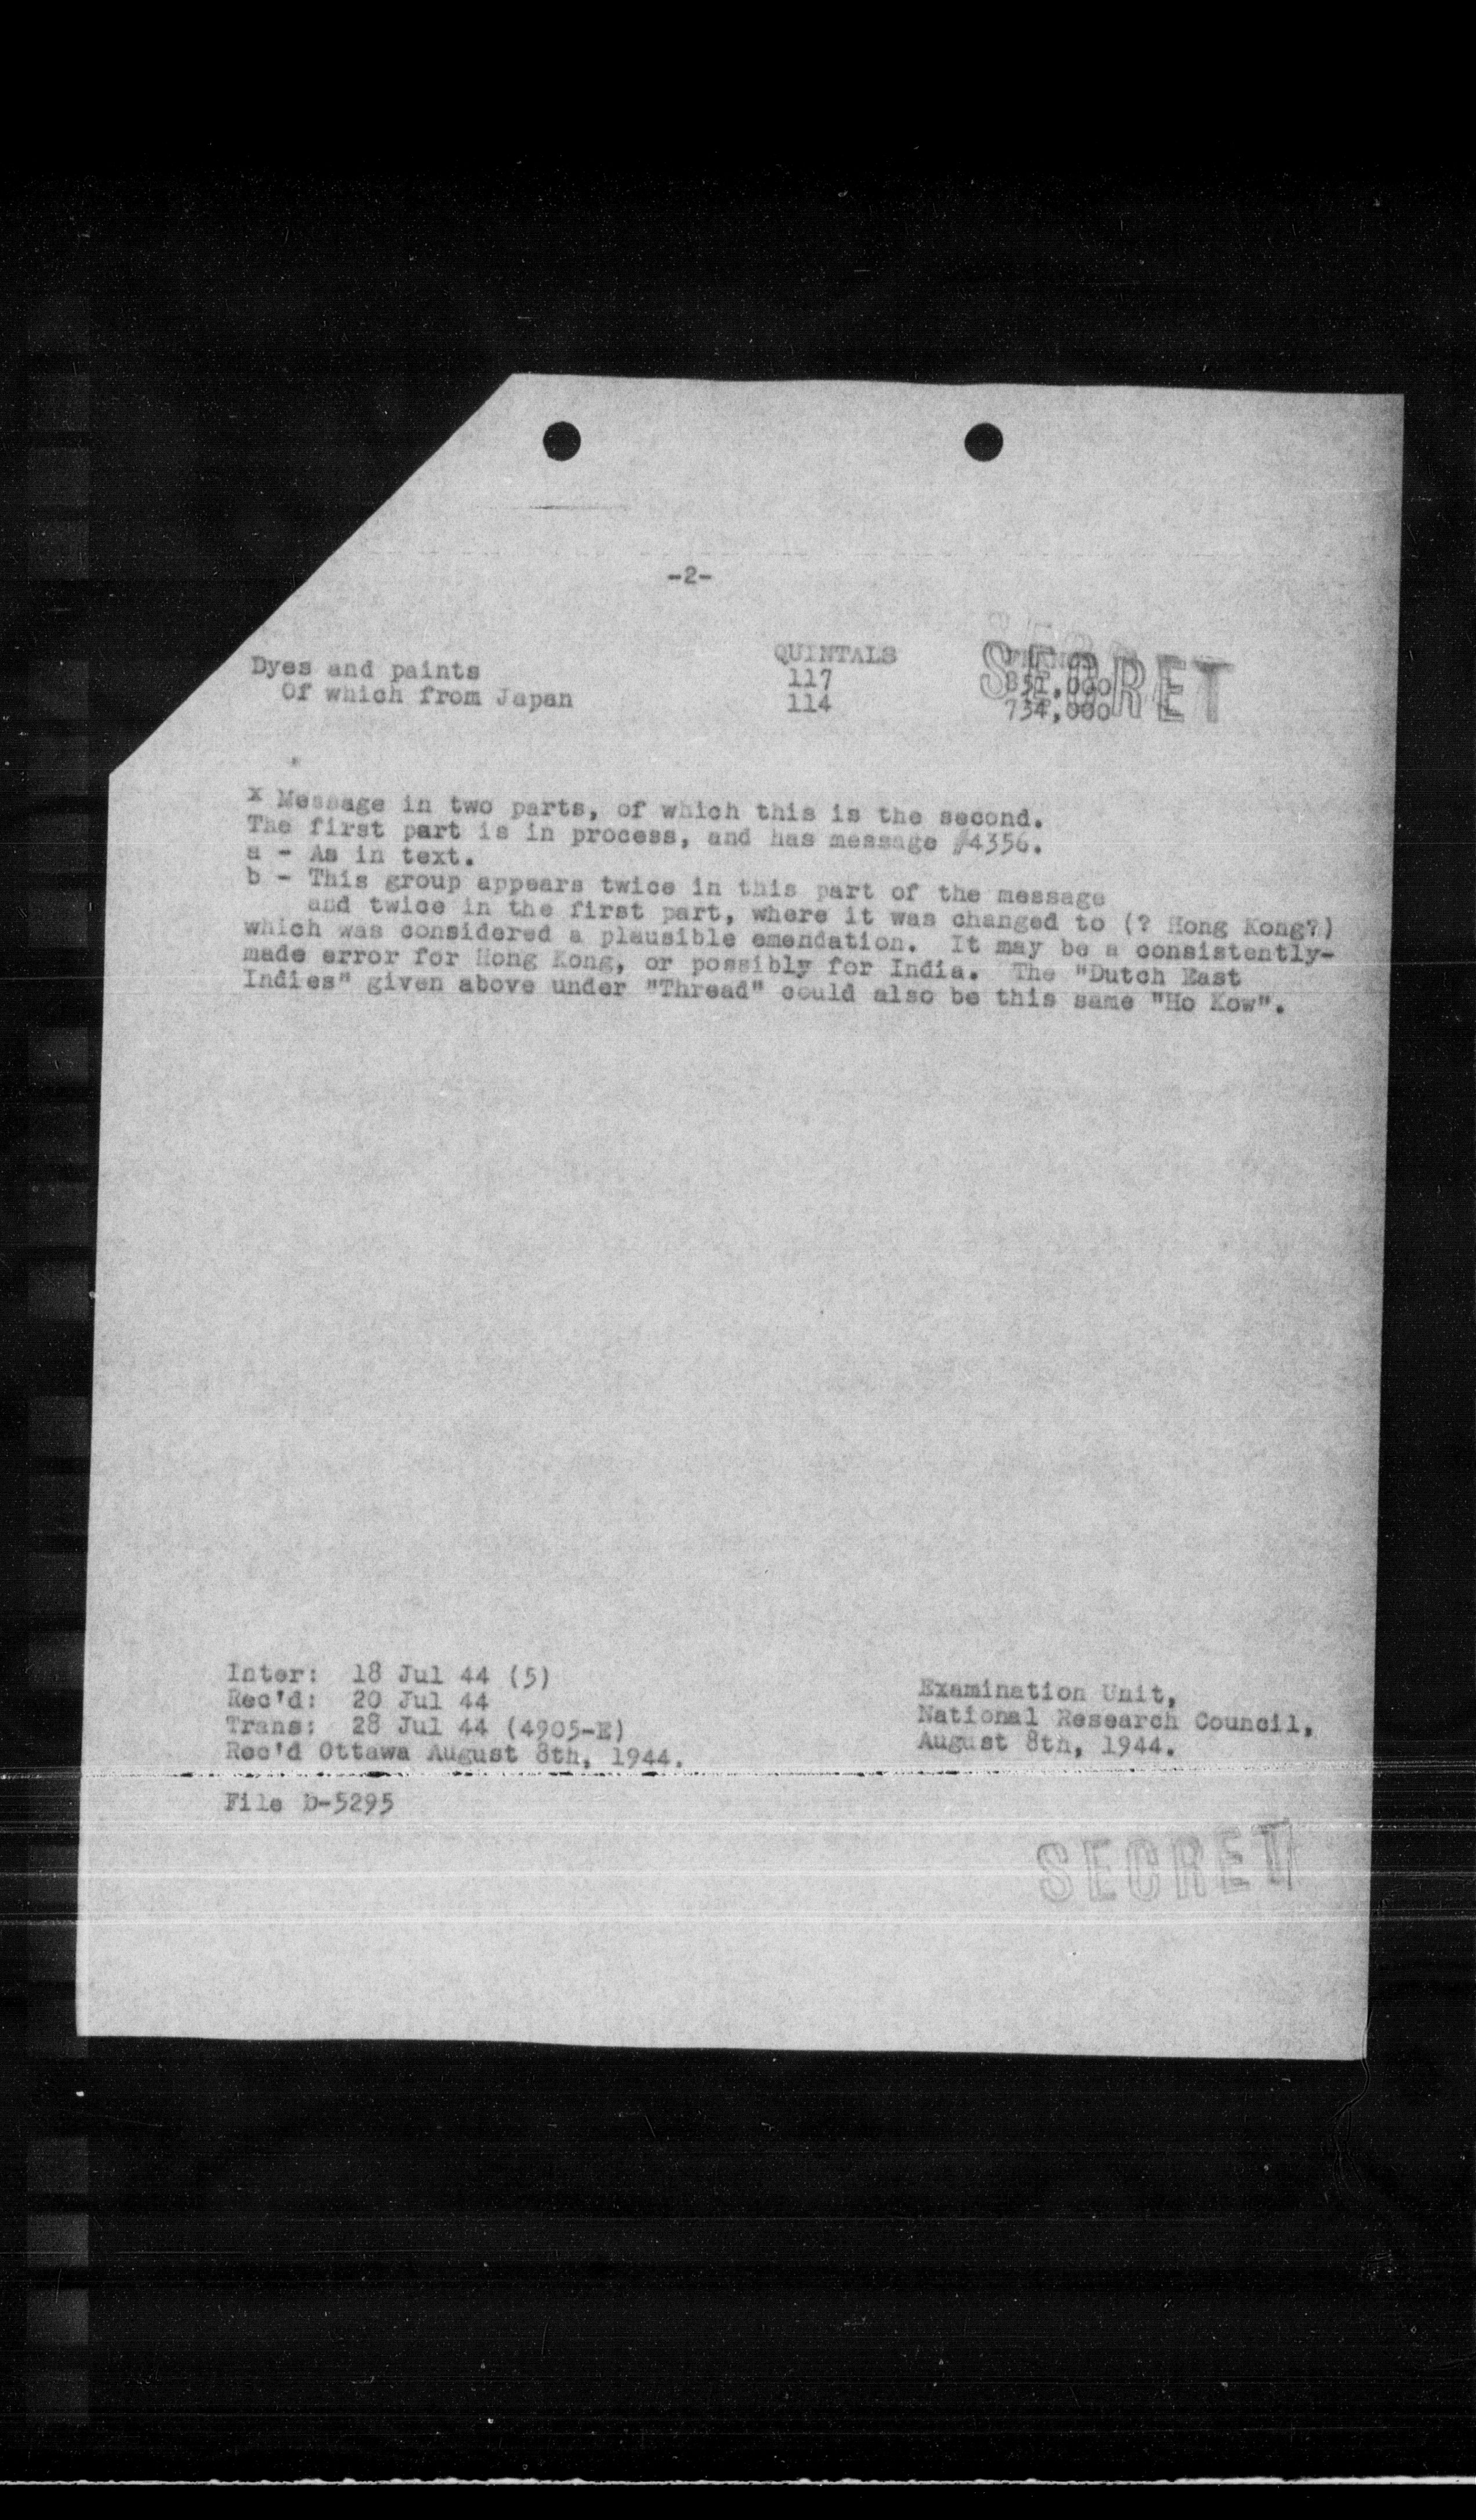 -2-
QUINTALS
SECRET
Dyes and paints 117
Of which from Japan 114 734,000
x Message in two parts, of which this is the second.
The first part is in process, and has message #4356.
a - As in text.
b - This group appears twice in this part of the message
and twice in the first part, where it was changed to (? Hong Kong?)
which was considered a plausible emendation. It may be a consistently-
made error for Hong Kong, or possibly for India. The "Dutch East
Indies" given above under "Thread" could also be this same "Ho Kow".
Inter: 18 Jul 44 (5)
Rec'd: 20 Jul 44
Trans: 28 Jul 44 (4905-E)
Rec'd Ottawa August 8th, 1944.
Examination Unit,
National Research Council,
August 8th, 1944.
File D-5295
SECRET